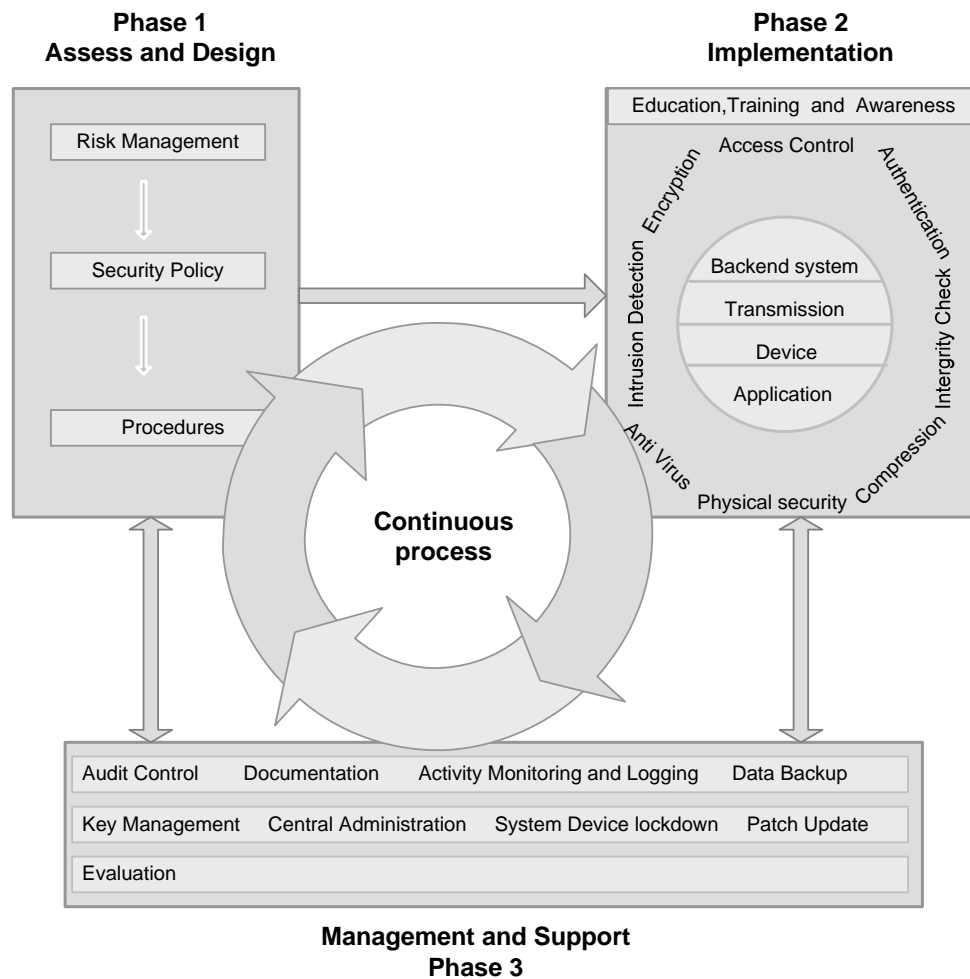 Phase 1
Assess and Design
Risk Management
Security Policy
Procedures
Phase 2
Implementation
Education,Training and Awareness
Access Control
Encryption
Authentication
Intrusion Detection
Intergrity Check
Backend system
Transmission
Device
Application
Anti Virus
Compression
Physical security
Continuous
process
Audit Control Documentation Activity Monitoring and Logging Data Backup
Key Management Central Administration System Device lockdown Patch Update
Evaluation
Management and Support
Phase 3